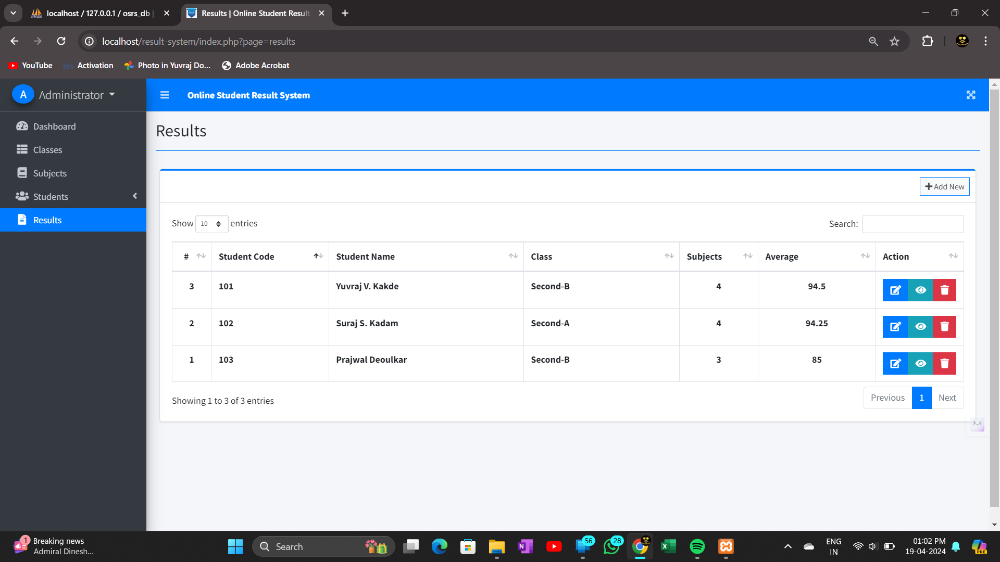 localhost / 127.0.0.1 / osrs_db |
Results | Online Student Result
localhost/result-system/index.php?page=results
YouTube
Activation
Photo in Yuvraj Do...
Adobe Acrobat
A Administrator
Online Student Result System
Dashboard
Classes
Subjects
Students
Results
Results
Add New
Show 10 entries
Search:
# Student Code Student Name Class Subjects Average Action
3 101 Yuvraj V. Kakde Second-B 4 94.5
2 102 Suraj S. Kadam Second-A 4 94.25
1 103 Prajwal Deoulkar Second-B 3 85
Showing 1 to 3 of 3 entries
Previous 1 Next
1
Breaking news
Admiral Dinesh...
Search
56
28
ENG
IN
01:02 PM
19-04-2024
PRE